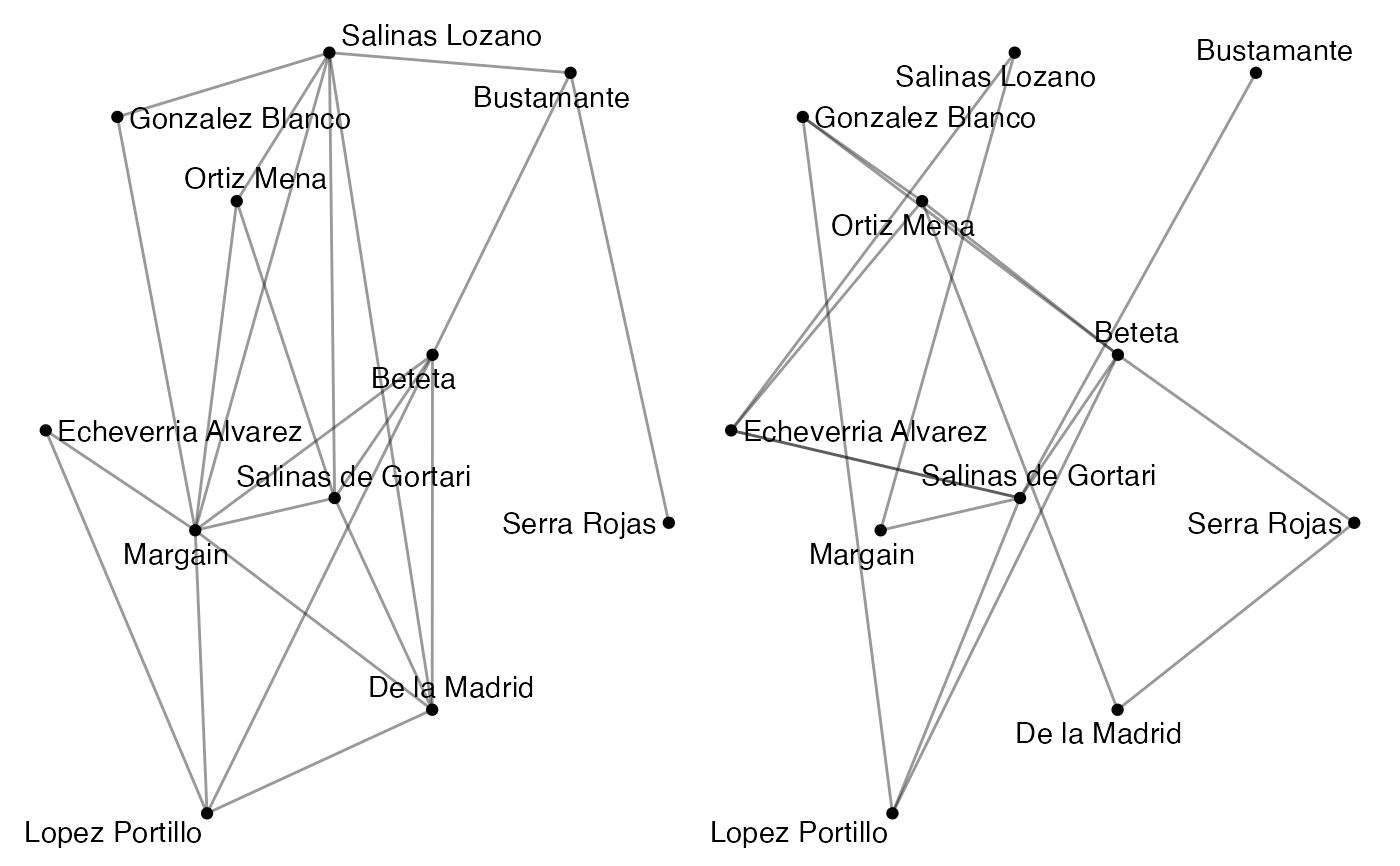 Salinas Lozano
Bustamante
Gonzalez Blanco
Ortiz Mena
Beteta
Echeverria Alvarez
Salinas de Gortari
Serra Rojas
Margain
De la Madrid
Lopez Portillo
Bustamante
Salinas Lozano
Gonzalez Blanco
Ortiz Mena
Beteta
Echeverria Alvarez
Salinas de Gortari
Serra Rojas
Margain
De la Madrid
Lopez Portillo